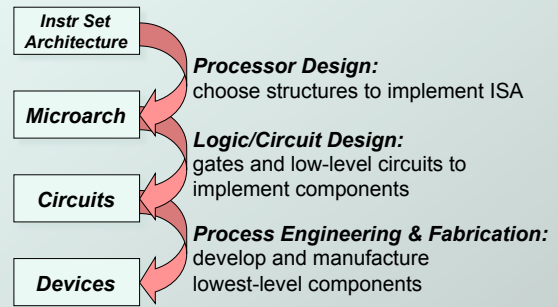 Instr Set
Architecture
Processor Design:
choose structures to implement ISA
Microarch
Logic/Circuit Design:
gates and low-level circuits to
implement components
Circuits
Process Engineering & Fabrication:
develop and manufacture
lowest-level components
Devices